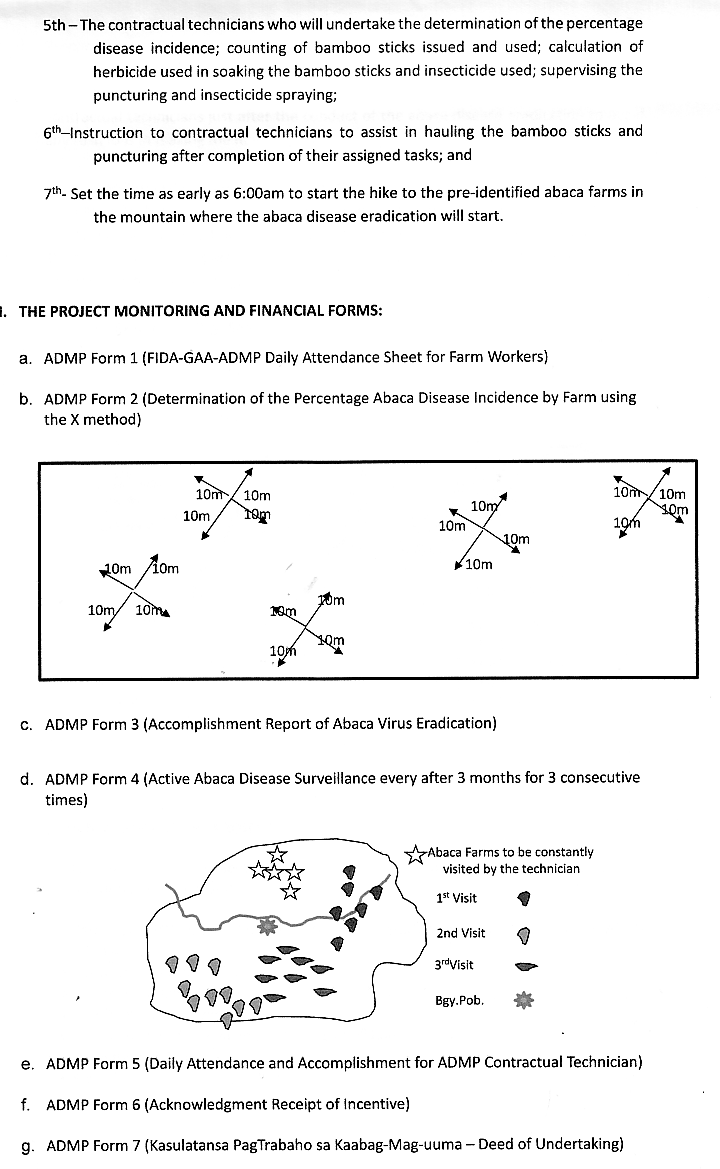 5th – The contractual technicians who will undertake the determination of the percentage
disease incidence; counting of bamboo sticks issued and used; calculation of
herbicide used in soaking the bamboo sticks and insecticide used; supervising the
puncturing and insecticide spraying;
6th–Instruction to contractual technicians to assist in hauling the bamboo sticks and
puncturing after completion of their assigned tasks; and
7th- Set the time as early as 6:00am to start the hike to the pre-identified abaca farms in
the mountain where the abaca disease eradication will start.
. THE PROJECT MONITORING AND FINANCIAL FORMS:
a. ADMP Form 1 (FIDA-GAA-ADMP Daily Attendance Sheet for Farm Workers)
b. ADMP Form 2 (Determination of the Percentage Abaca Disease Incidence by Farm using
the X method)
10m 10m
10m 10m
10m
10m 10m
10m
10m 10m
10m 10m
10m
10m
10m 10m
10m 10m
10m 10m
c. ADMP Form 3 (Accomplishment Report of Abaca Virus Eradication)
d. ADMP Form 4 (Active Abaca Disease Surveillance every after 3 months for 3 consecutive
times)
Abaca Farms to be constantly
visited by the technician
1st Visit
2nd Visit
3rdVisit
Bgy.Pob.
e. ADMP Form 5 (Daily Attendance and Accomplishment for ADMP Contractual Technician)
f. ADMP Form 6 (Acknowledgment Receipt of Incentive)
g. ADMP Form 7 (Kasulatansa PagTrabaho sa Kaabag-Mag-uuma – Deed of Undertaking)